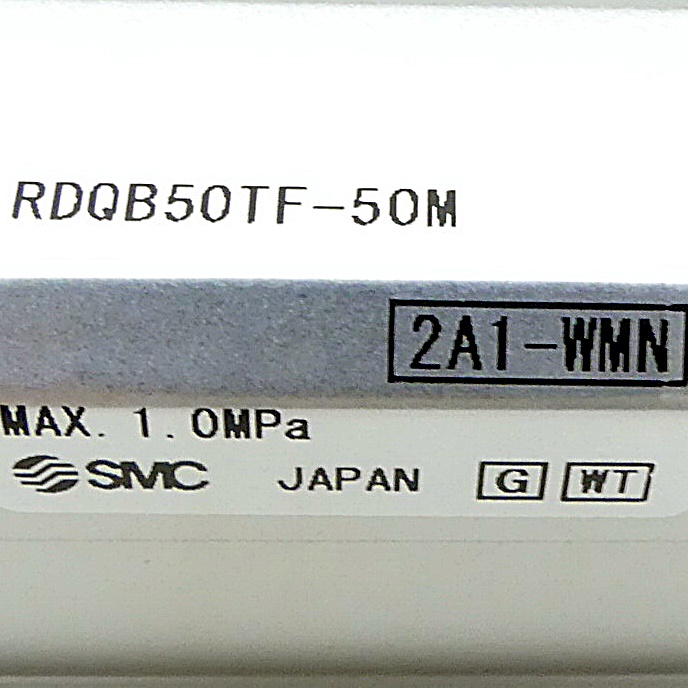 RDQB50TF-50M
2A1-WMN
MAX. 1.0MPa
SMC JAPAN G WT